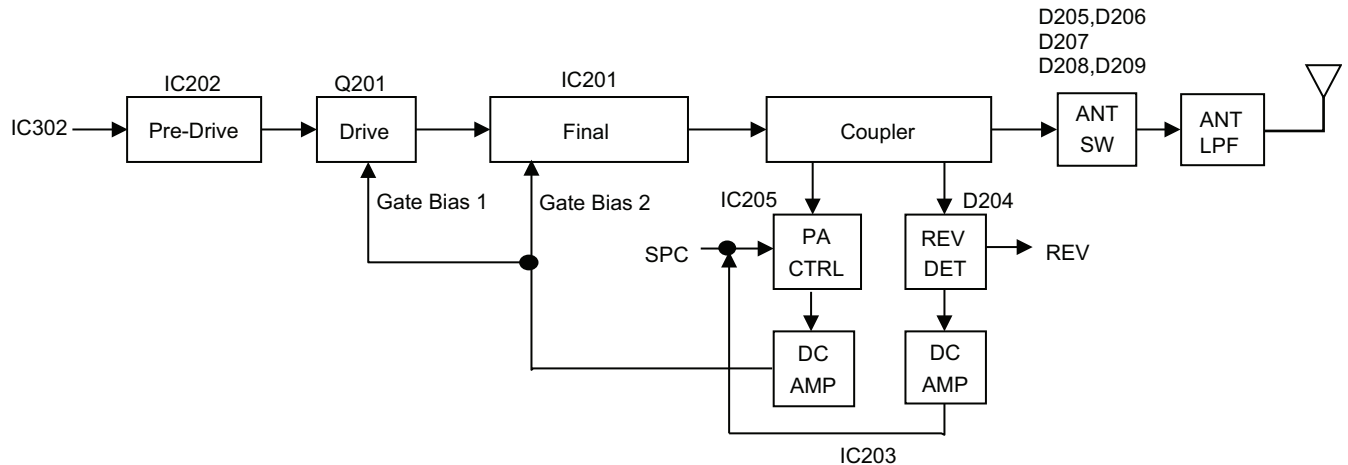 D205,D206
D207
D208,D209
IC202
Q201
IC201
IC302
Pre-Drive
Drive
Final
Coupler
ANT
SW
ANT
LPF
Gate Bias 1
Gate Bias 2
IC205
D204
SPC
PA
CTRL
REV
DET
REV
DC
AMP
DC
AMP
IC203